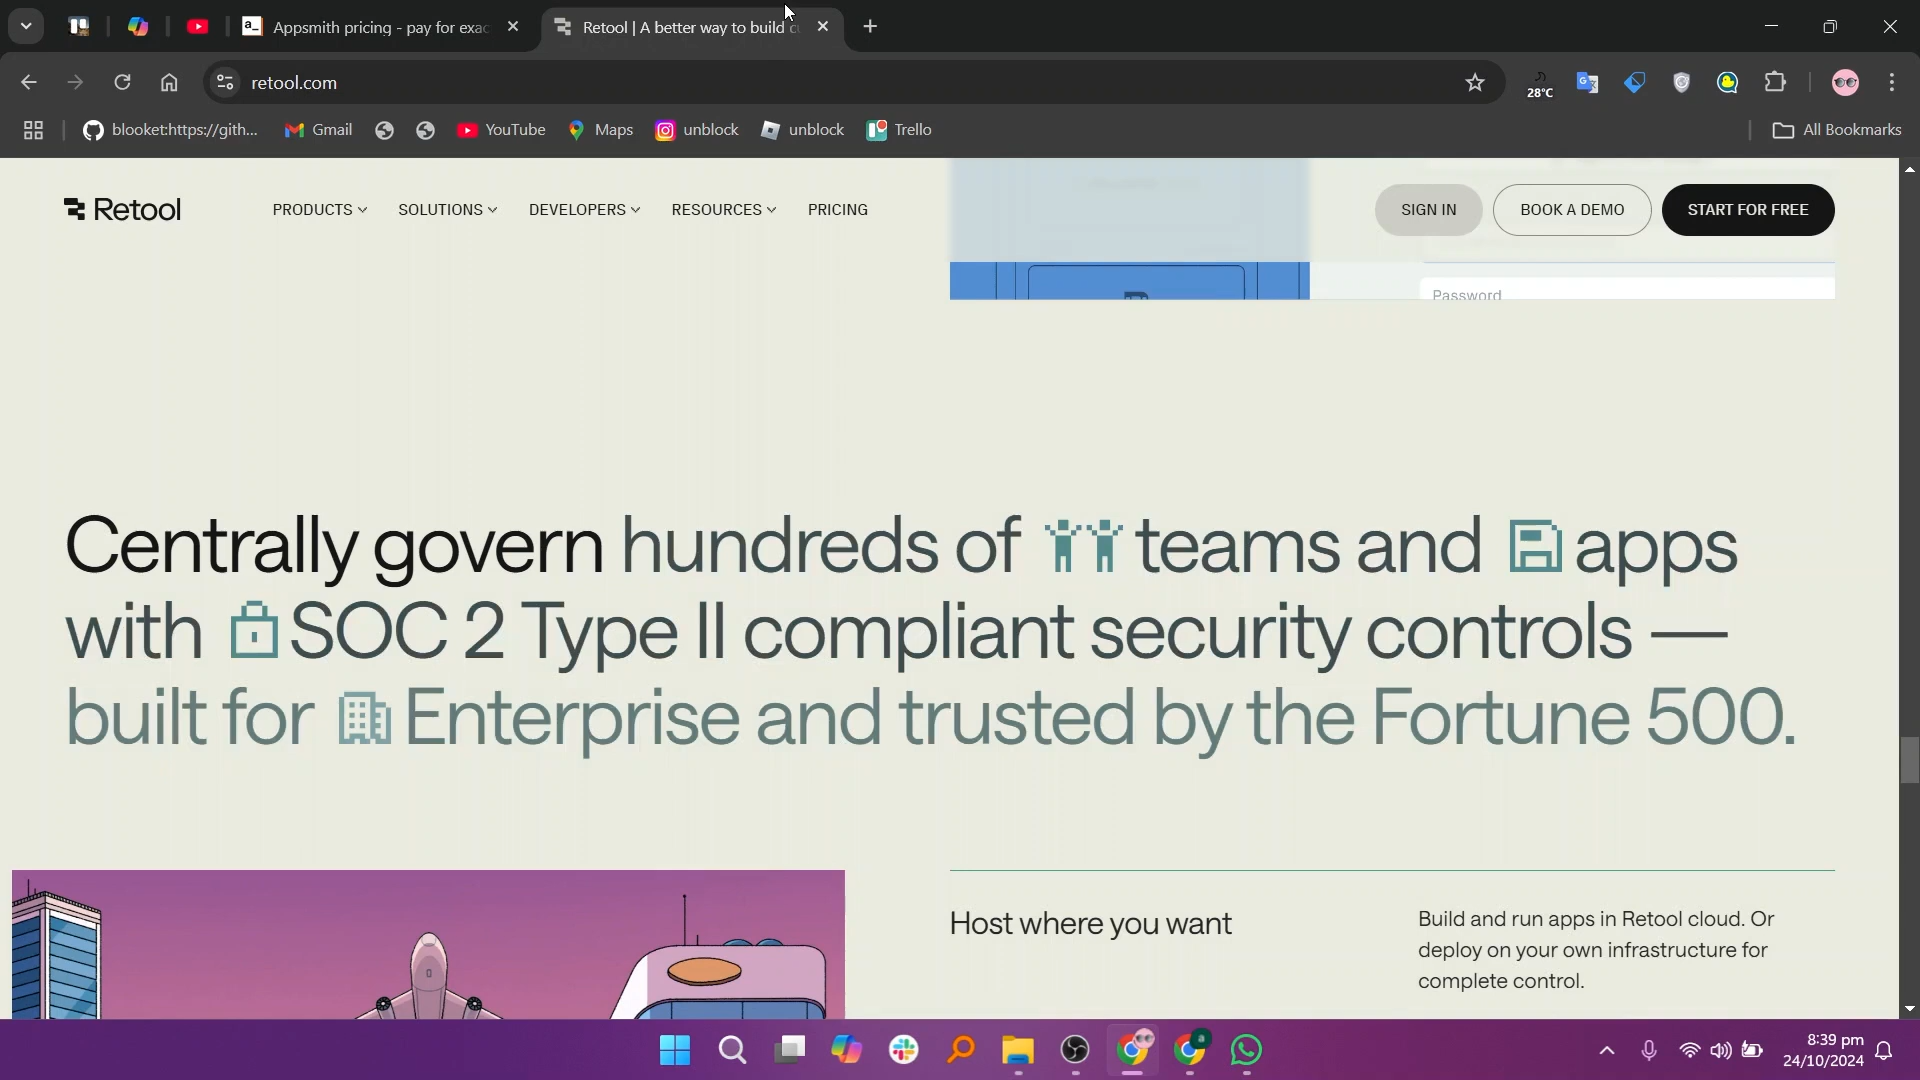 Appsmith pricing - pay for exac
Retool | A better way to build cu
retool.com
28°C
blooket:https://gith...
Gmail
YouTube
Maps
unblock
unblock
Trello
All Bookmarks
Retool
PRODUCTS
SOLUTIONS
DEVELOPERS
RESOURCES
PRICING
SIGN IN
BOOK A DEMO
START FOR FREE
Password
Centrally govern hundreds of teams and apps
with SOC 2 Type II compliant security controls —
built for Enterprise and trusted by the Fortune 500.
Host where you want
Build and run apps in Retool cloud. Or
deploy on your own infrastructure for
complete control.
8:39 pm
24/10/2024